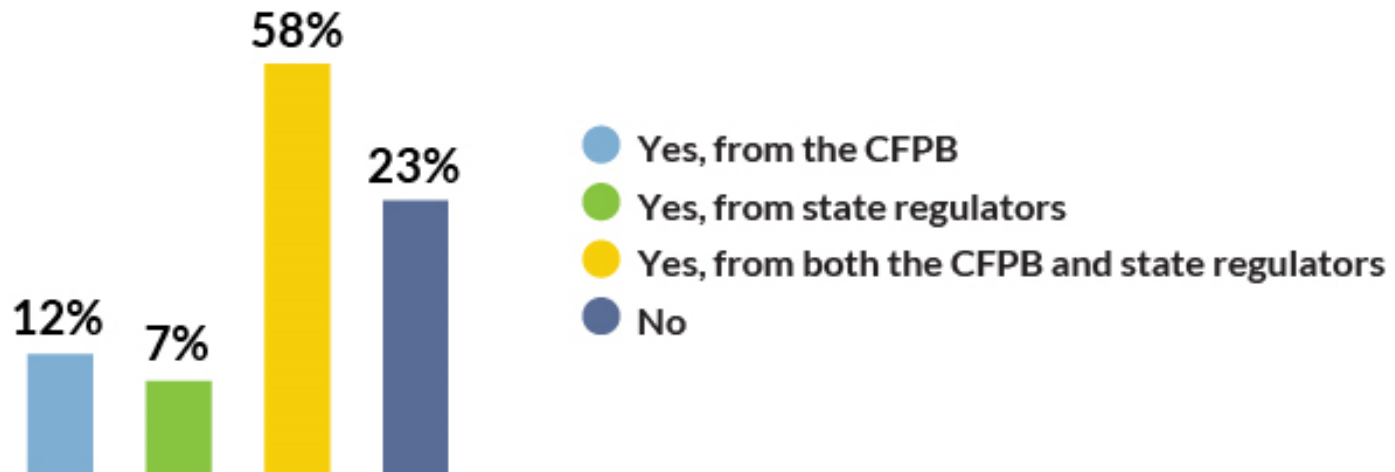 58%
23%
12%
7%
Yes, from the CFPB
Yes, from state regulators
Yes, from both the CFPB and state regulators
No